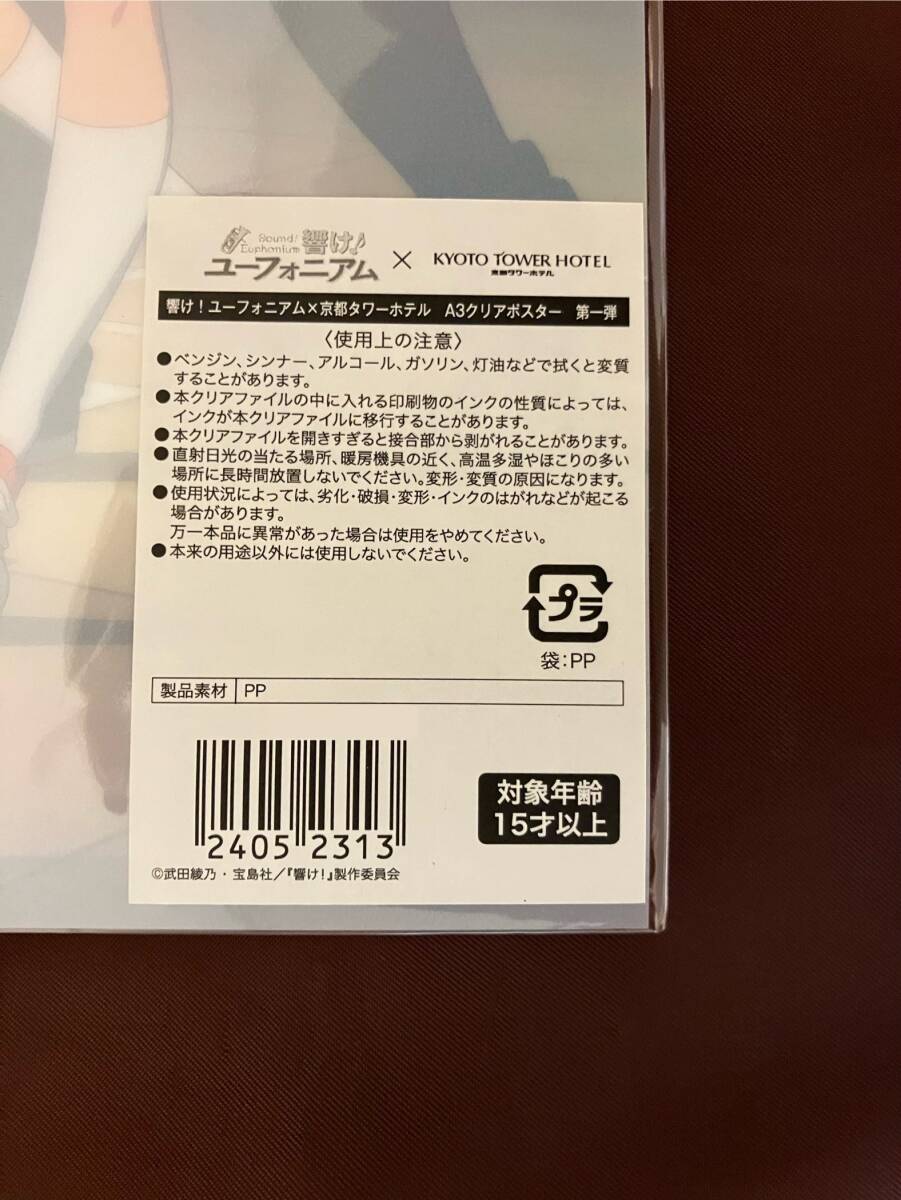 Sound! Euphonium 響け♪
ユーフォニアム × KYOTO TOWER HOTEL
京都タワーホテル
響け！ユーフォニアム×京都タワーホテル A3クリアポスター 第一弾
〈使用上の注意〉
●ベンジン、シンナー、アルコール、ガソリン、灯油などで拭くと変質
することがあります。
●本クリアファイルの中に入れる印刷物のインクの性質によっては、
インクが本クリアファイルに移行することがあります。
●本クリアファイルを開きすぎると接合部から剥がれることがあります。
●直射日光の当たる場所、暖房機具の近く、高温多湿やほこりの多い
場所に長時間放置しないでください。変形・変質の原因になります。
●使用状況によっては、劣化・破損・変形・インクのはがれなどが起こる
場合があります。
万一本品に異常があった場合は使用をやめてください。
●本来の用途以外には使用しないでください。
プラ
袋：PP
製品素材 PP
対象年齢
15才以上
2405 2313
©武田綾乃・宝島社／『響け！』製作委員会